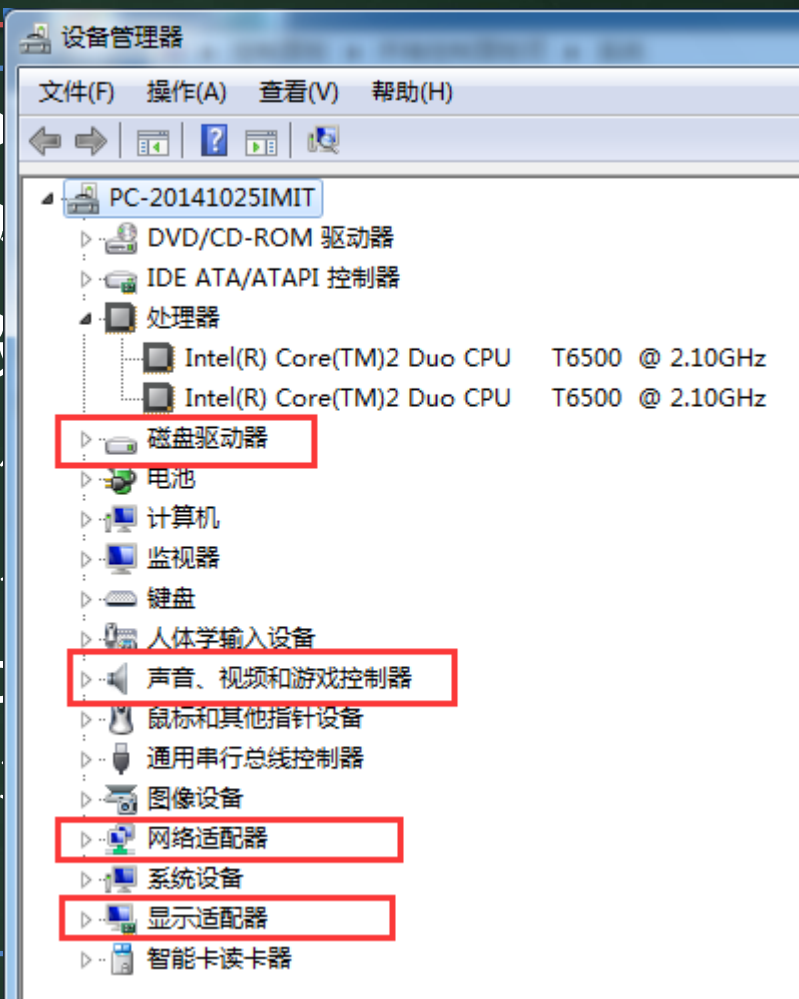 设备管理器
文件(F) 操作(A) 查看(V) 帮助(H)
PC-20141025IMIT
DVD/CD-ROM 驱动器
IDE ATA/ATAPI 控制器
处理器
Intel(R) Core(TM)2 Duo CPU T6500 @ 2.10GHz
Intel(R) Core(TM)2 Duo CPU T6500 @ 2.10GHz
磁盘驱动器
电池
计算机
监视器
键盘
人体学输入设备
声音、视频和游戏控制器
鼠标和其他指针设备
通用串行总线控制器
图像设备
网络适配器
系统设备
显示适配器
智能卡读卡器